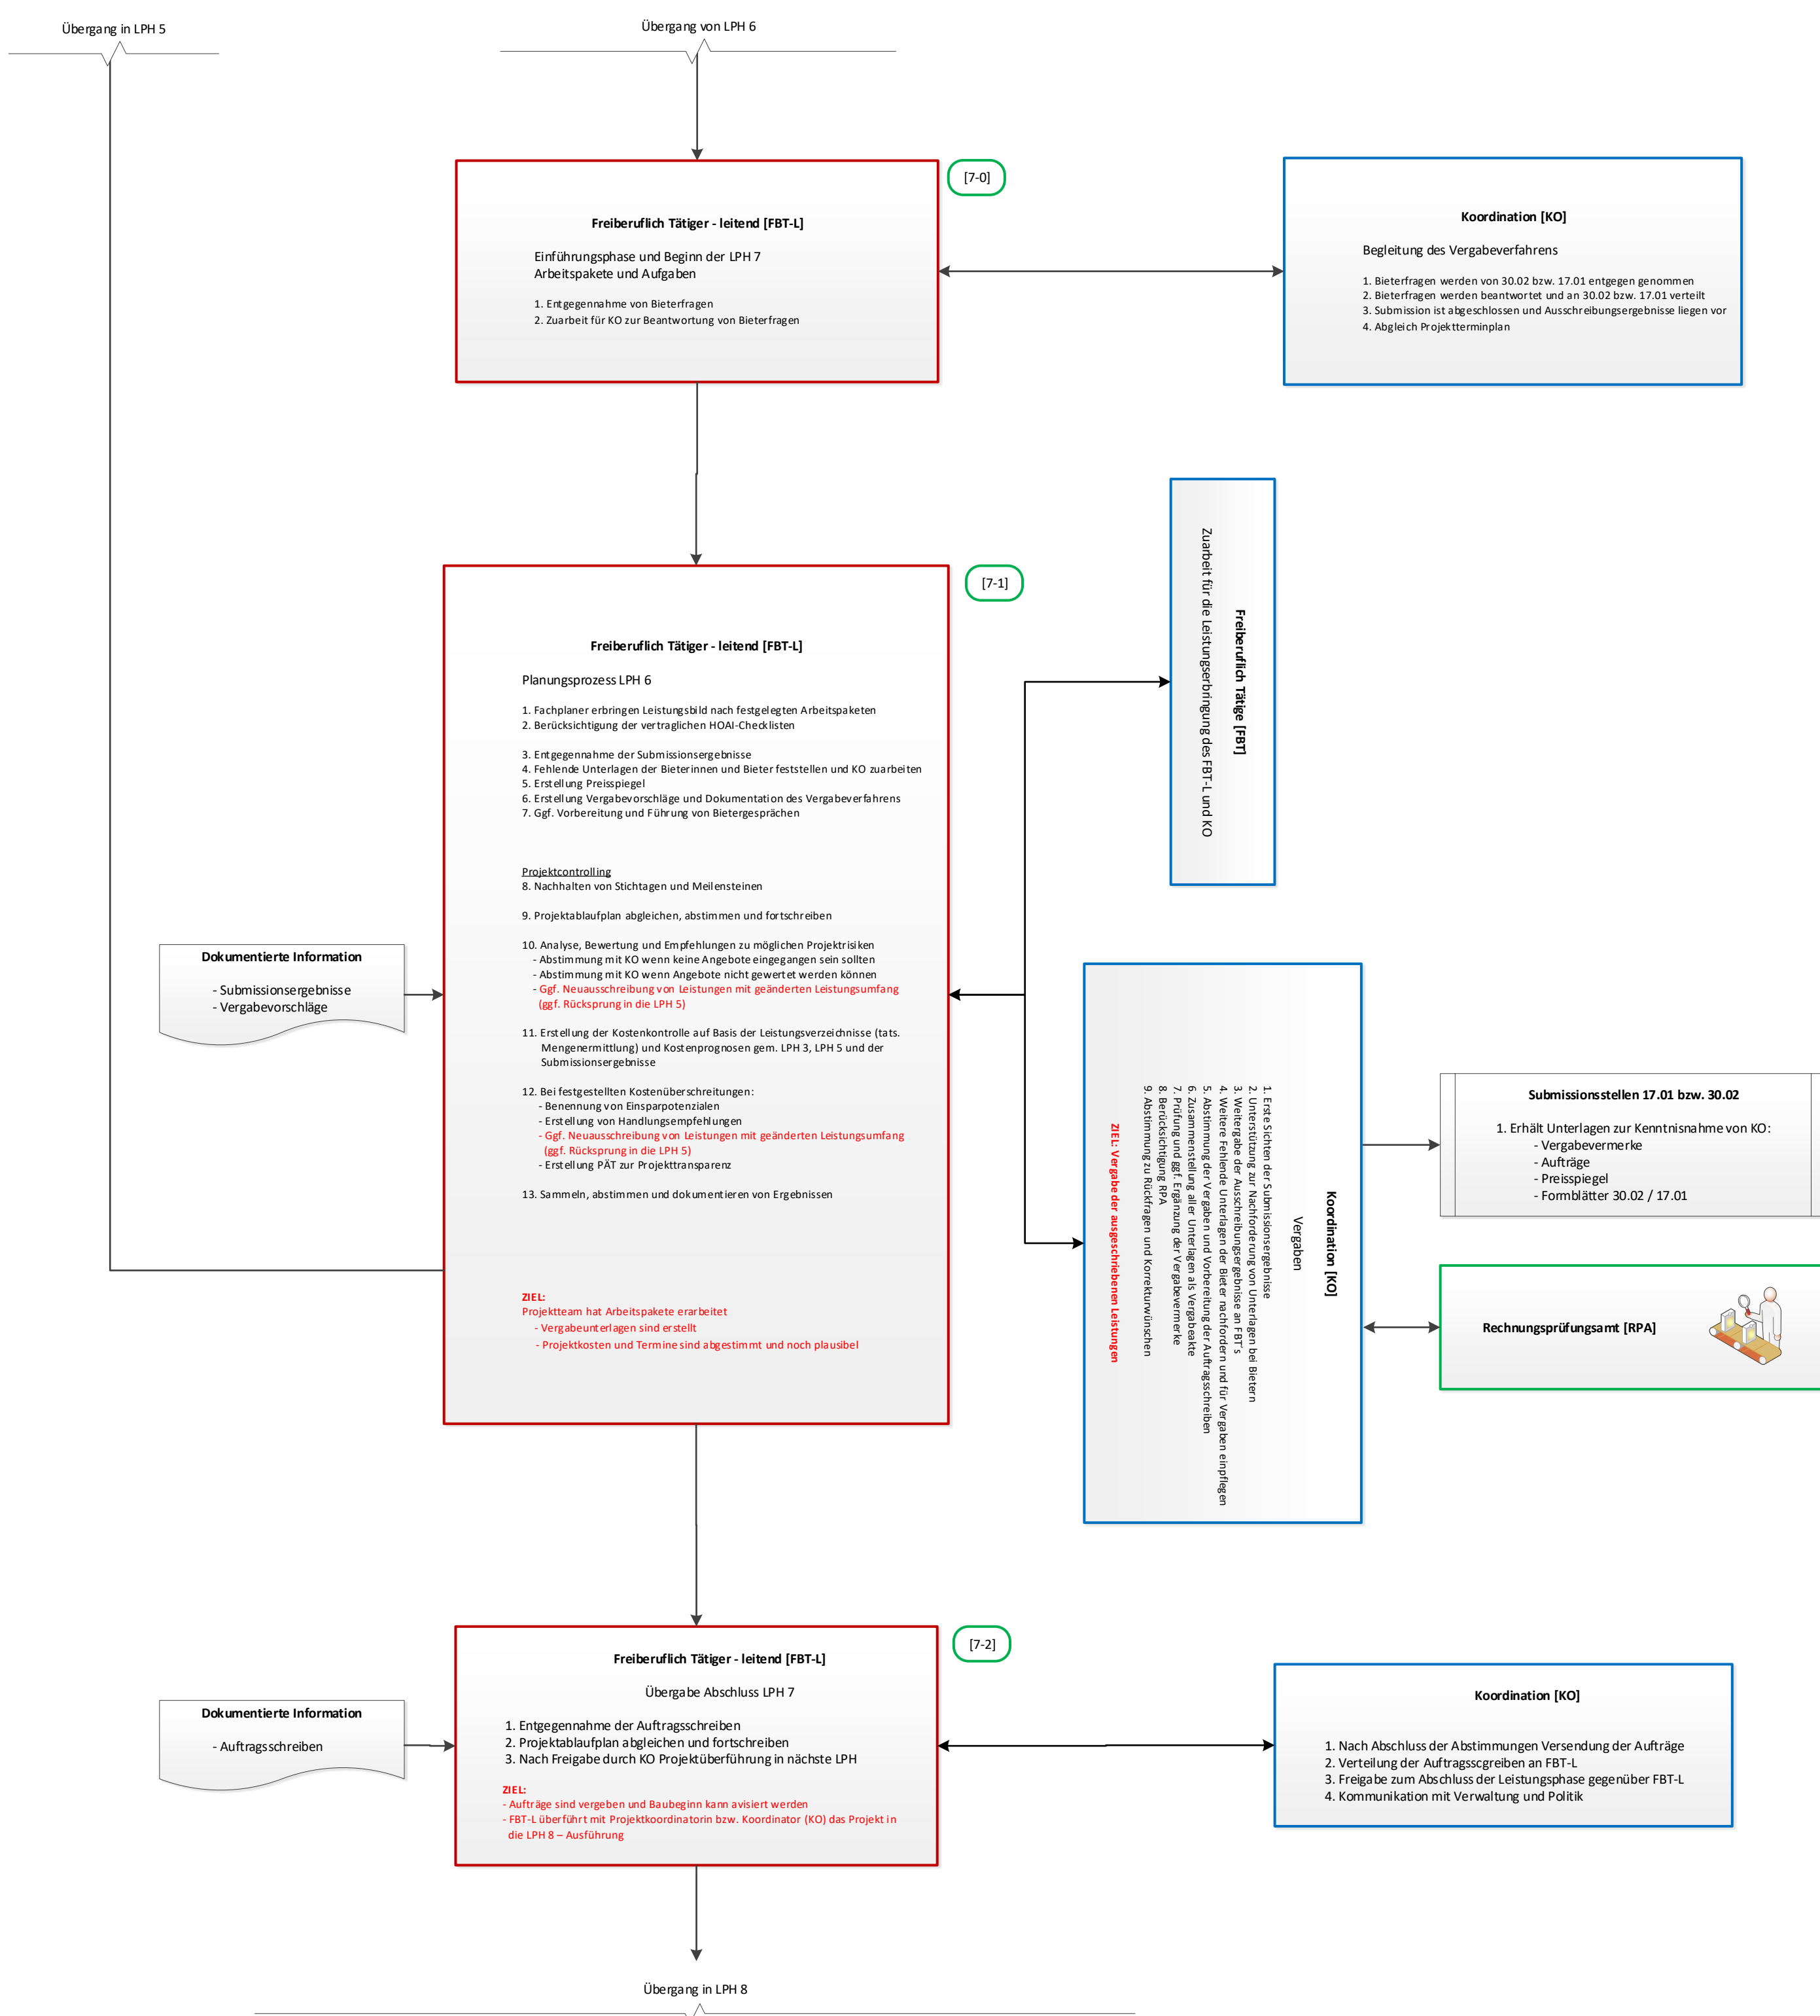 Übergang in LPH 5
Übergang von LPH 6
[7-0]
Freiberuflich Tätiger - leitend [FBT-L]
Einführungsphase und Beginn der LPH 7
Arbeitspakete und Aufgaben
1. Entgegennahme von Bieterfragen
2. Zuarbeit für KO zur Beantwortung von Bieterfragen
Koordination [KO]
Begleitung des Vergabeverfahrens
1. Bieterfragen werden von 30.02 bzw. 17.01 entgegen genommen
2. Bieterfragen werden beantwortet und an 30.02 bzw. 17.01 verteilt
3. Submission ist abgeschlossen und Ausschreibungsergebnisse liegen vor
4. Abgleich Projektterminplan
[7-1]
Freiberuflich Tätiger - leitend [FBT-L]
Planungsprozess LPH 6
1. Fachplaner erbringen Leistungsbild nach festgelegten Arbeitspaketen
2. Berücksichtigung der vertraglichen HOAI-Checklisten
3. Entgegennahme der Submissionsergebnisse
4. Fehlende Unterlagen der Bieterinnen und Bieter feststellen und KO zuarbeiten
5. Erstellung Preisspiegel
6. Erstellung Vergabevorschläge und Dokumentation des Vergabeverfahrens
7. Ggf. Vorbereitung und Führung von Bietergesprächen
Projektcontrolling
8. Nachhalten von Stichtagen und Meilensteinen
9. Projektablaufplan abgleichen, abstimmen und fortschreiben
10. Analyse, Bewertung und Empfehlungen zu möglichen Projektrisiken
- Abstimmung mit KO wenn keine Angebote eingegangen sein sollten
- Abstimmung mit KO wenn Angebote nicht gewertet werden können
- Ggf. Neuausschreibung von Leistungen mit geänderten Leistungsumfang
(ggf. Rücksprung in die LPH 5)
11. Erstellung der Kostenkontrolle auf Basis der Leistungsverzeichnisse (tats.
Mengenermittlung) und Kostenprognosen gem. LPH 3, LPH 5 und der
Submissionsergebnisse
12. Bei festgestellten Kostenüberschreitungen:
- Benennung von Einsparpotenzialen
- Erstellung von Handlungsempfehlungen
- Ggf. Neuausschreibung von Leistungen mit geänderten Leistungsumfang
(ggf. Rücksprung in die LPH 5)
- Erstellung PÄT zur Projekttransparenz
13. Sammeln, abstimmen und dokumentieren von Ergebnissen
ZIEL:
Projektteam hat Arbeitspakete erarbeitet
- Vergabeunterlagen sind erstellt
- Projektkosten und Termine sind abgestimmt und noch plausibel
Dokumentierte Information
- Submissionsergebnisse
- Vergabevorschläge
Freiberuflich Tätige [FBT]
Zuarbeit für die Leistungserbringung des FBT-L und KO
Koordination [KO]
Vergaben
1. Erste Sichten der Submissionsergebnisse
2. Unterstützung zur Nachforderung von Unterlagen bei Bietern
3. Weitergabe der Ausschreibungsergebnisse an FBT´s
4. Weitere Fehlende Unterlagen der Bieter nachfordern und für Vergaben einpflegen
5. Abstimmung der Vergaben und Vorbereitung der Auftragsschreiben
6. Zusammenstellung aller Unterlagen als Vergabeakte
7. Prüfung und ggf. Ergänzung der Vergabevermerke
8. Berücksichtigung RPA
9. Abstimmung zu Rückfragen und Korrekturwünschen
ZIEL: Vergabe der ausgeschriebenen Leistungen
Submissionsstellen 17.01 bzw. 30.02
1. Erhält Unterlagen zur Kenntnisnahme von KO:
- Vergabevermerke
- Aufträge
- Preisspiegel
- Formblätter 30.02 / 17.01
Rechnungsprüfungsamt [RPA]
[7-2]
Freiberuflich Tätiger - leitend [FBT-L]
Übergabe Abschluss LPH 7
1. Entgegennahme der Auftragsschreiben
2. Projektablaufplan abgleichen und fortschreiben
3. Nach Freigabe durch KO Projektüberführung in nächste LPH
ZIEL:
- Aufträge sind vergeben und Baubeginn kann avisiert werden
- FBT-L überführt mit Projektkoordinatorin bzw. Koordinator (KO) das Projekt in
die LPH 8 – Ausführung
Dokumentierte Information
- Auftragsschreiben
Koordination [KO]
1. Nach Abschluss der Abstimmungen Versendung der Aufträge
2. Verteilung der Auftragsscgreiben an FBT-L
3. Freigabe zum Abschluss der Leistungsphase gegenüber FBT-L
4. Kommunikation mit Verwaltung und Politik
Übergang in LPH 8